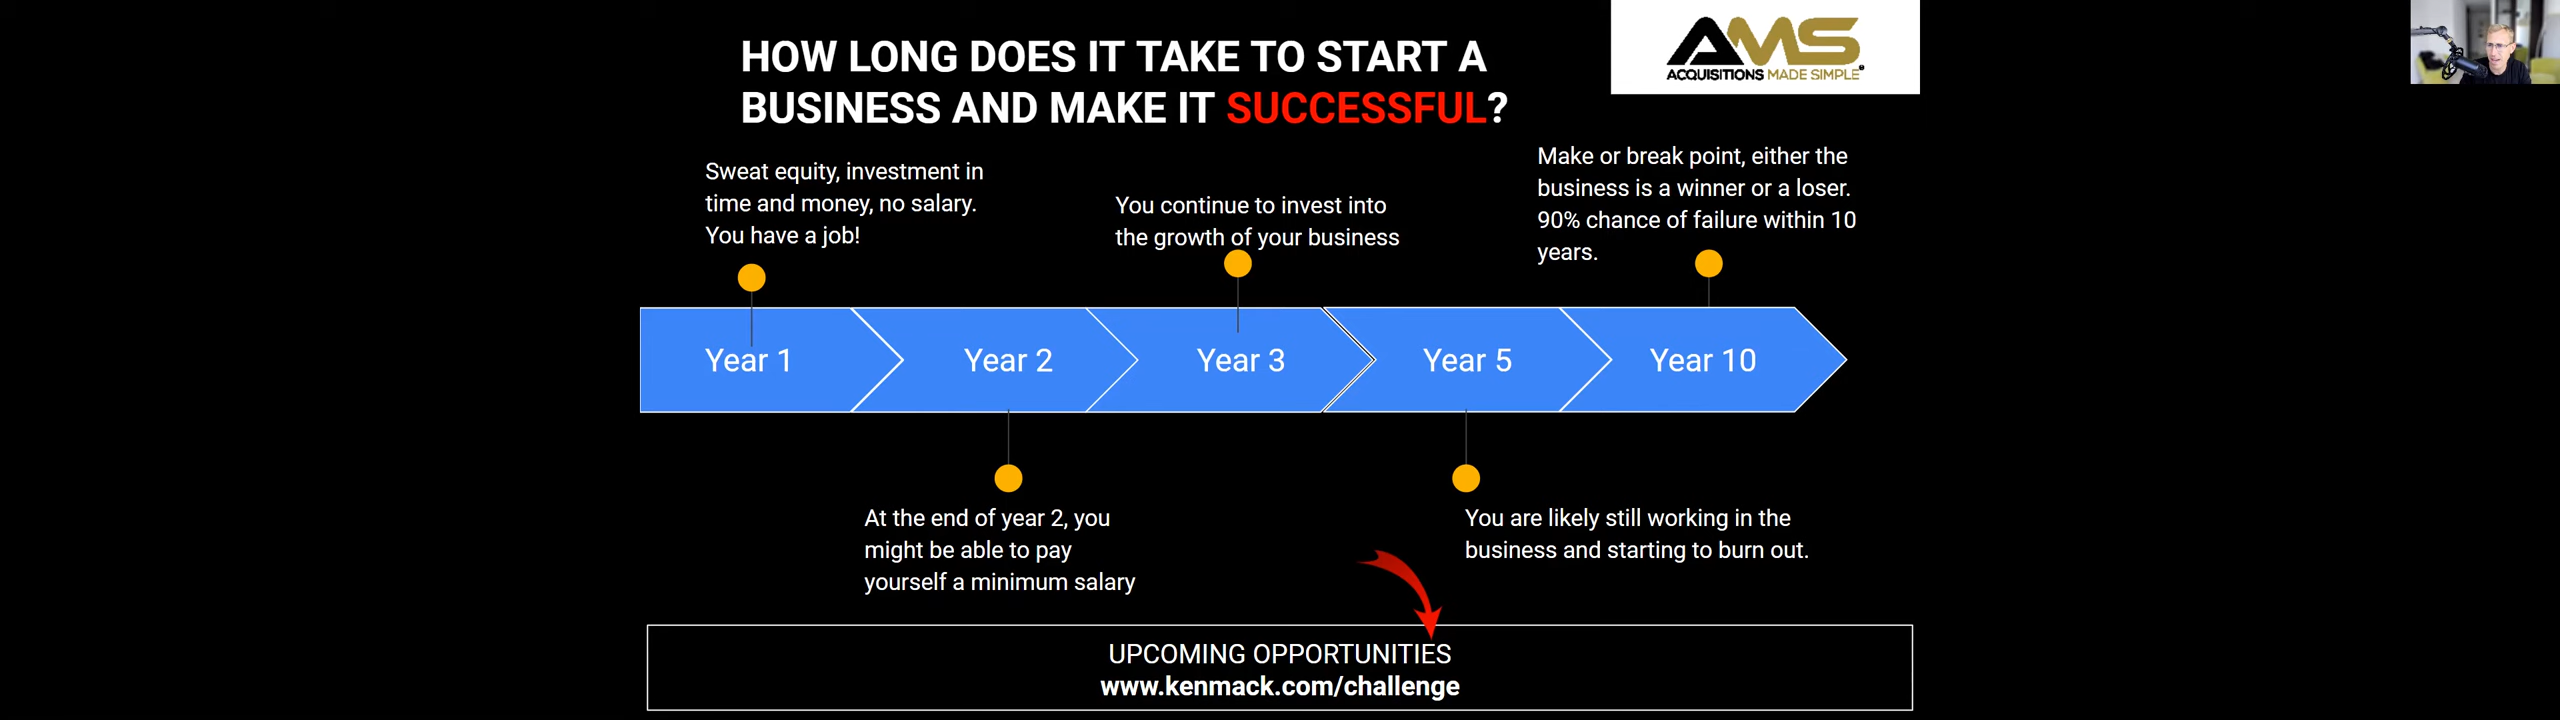 HOW LONG DOES IT TAKE TO START A
BUSINESS AND MAKE IT SUCCESSFUL?
AMS
ACQUISITIONS MADE SIMPLE
Sweat equity, investment in
time and money, no salary.
You have a job!
You continue to invest into
the growth of your business
Make or break point, either the
business is a winner or a loser.
90% chance of failure within 10
years.
Year 1
Year 2
Year 3
Year 5
Year 10
At the end of year 2, you
might be able to pay
yourself a minimum salary
You are likely still working in the
business and starting to burn out.
UPCOMING OPPORTUNITIES
www.kenmack.com/challenge